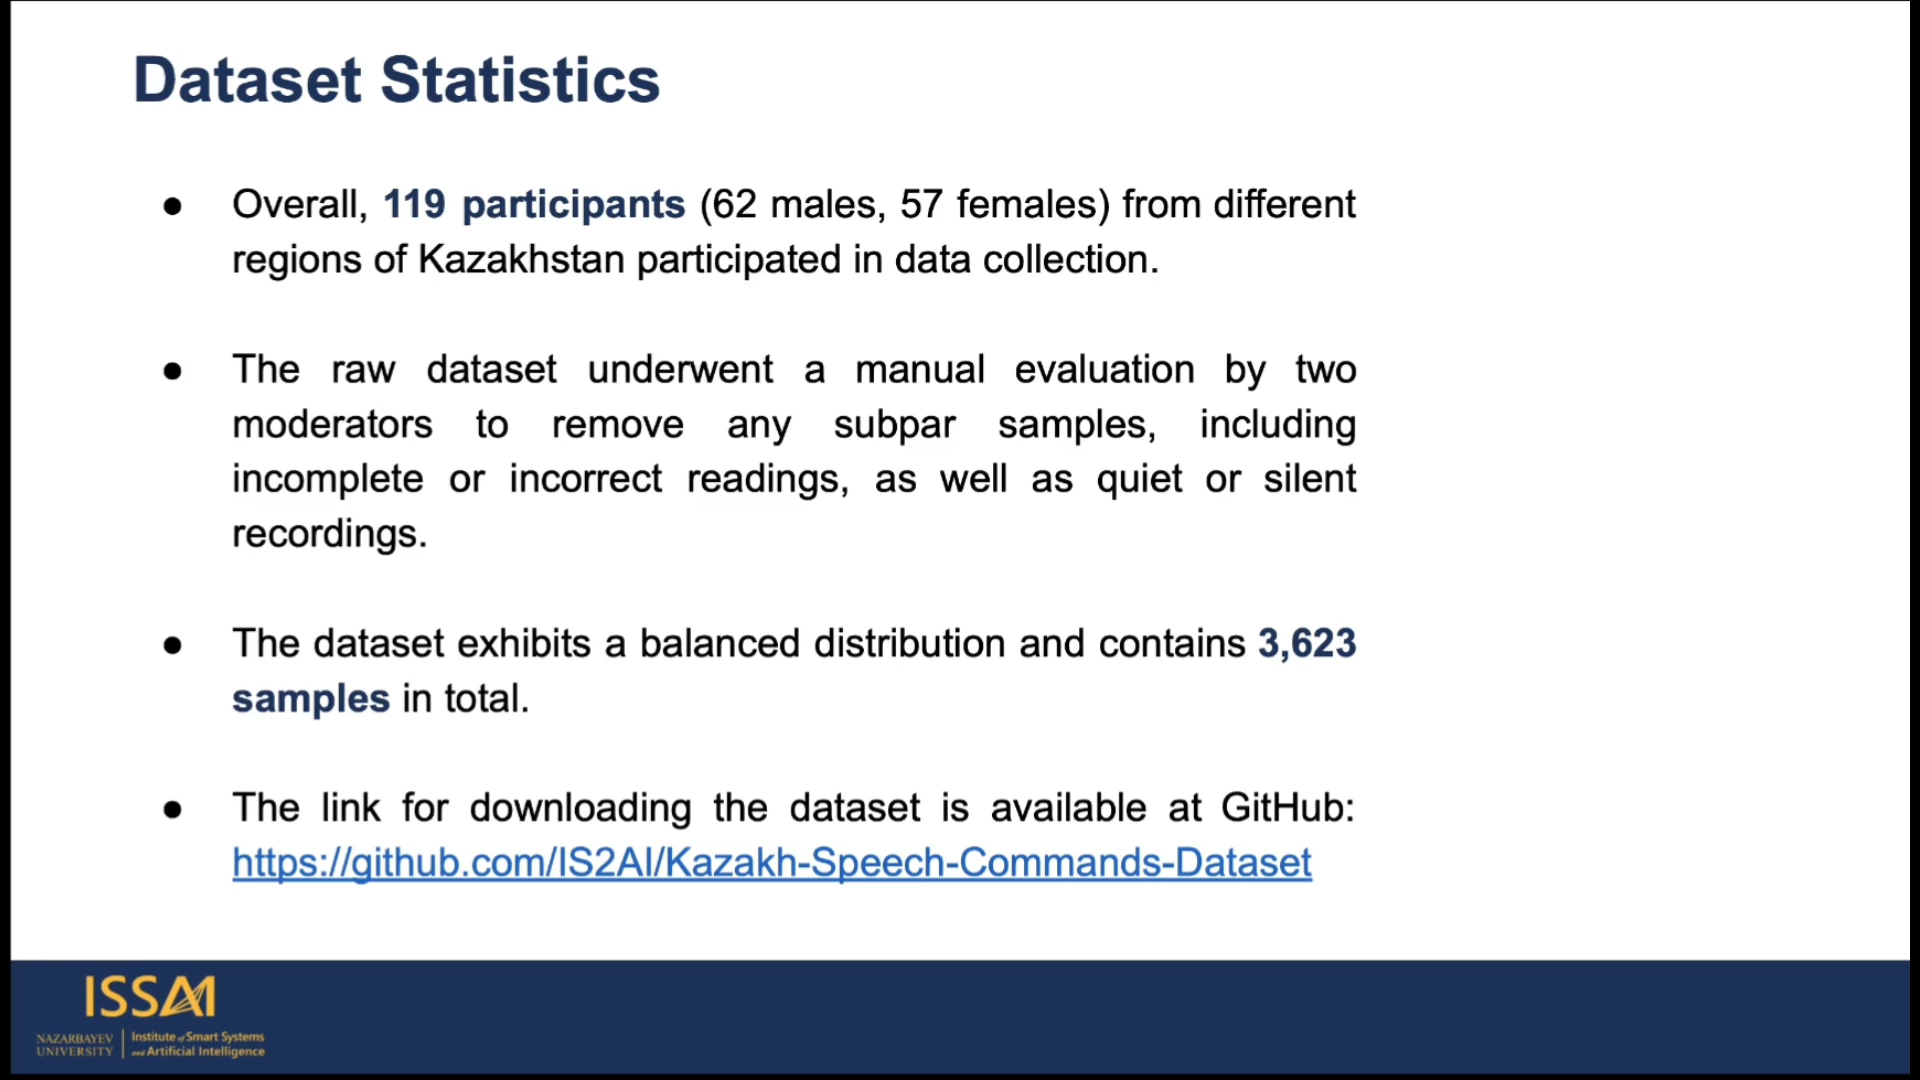 Dataset Statistics
● Overall, 119 participants (62 males, 57 females) from different
regions of Kazakhstan participated in data collection.
● The raw dataset underwent a manual evaluation by two
moderators to remove any subpar samples, including
incomplete or incorrect readings, as well as quiet or silent
recordings.
● The dataset exhibits a balanced distribution and contains 3,623
samples in total.
● The link for downloading the dataset is available at GitHub:
https://github.com/IS2AI/Kazakh-Speech-Commands-Dataset
ISSAI
NAZARBAYEV
UNIVERSITY
Institute of Smart Systems
and Artificial Intelligence